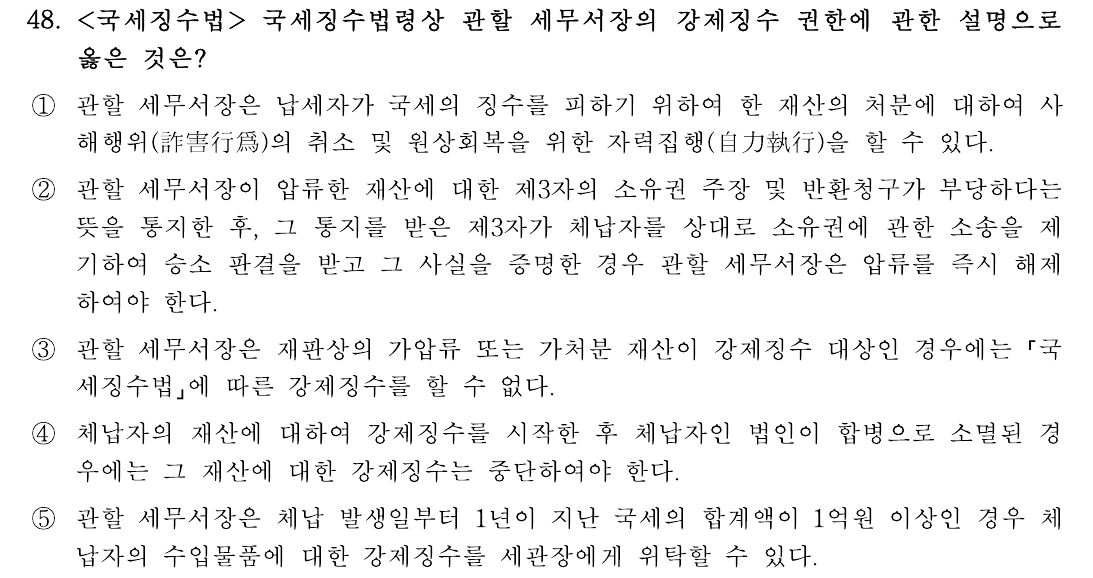 48. <국세징수법> 국세징수법령상 관할 세무서장의 강제징수 권한에 관한 설명으로
옳은 것은?
① 관할 세무서장은 납세자가 국세의 징수를 피하기 위하여 한 재산의 처분에 대하여 사
해행위(詐害行爲)의 취소 및 원상회복을 위한 자력집행(自力執行)을 할 수 있다.
② 관할 세무서장이 압류한 재산에 대한 제3자의 소유권 주장 및 반환청구가 부당하다는
뜻을 통지한 후, 그 통지를 받은 제3자가 체납자를 상대로 소유권에 관한 소송을 제
기하여 승소 판결을 받고 그 사실을 증명한 경우 관할 세무서장은 압류를 즉시 해제
하여야 한다.
③ 관할 세무서장은 재판상의 가압류 또는 가처분 재산이 강제징수 대상인 경우에는 「국
세징수법」에 따른 강제징수를 할 수 없다.
④ 체납자의 재산에 대하여 강제징수를 시작한 후 체납자인 법인이 합병으로 소멸된 경
우에는 그 재산에 대한 강제징수는 중단하여야 한다.
⑤ 관할 세무서장은 체납 발생일부터 1년이 지난 국세의 합계액이 1억원 이상인 경우 체
납자의 수입물품에 대한 강제징수를 세관장에게 위탁할 수 있다.